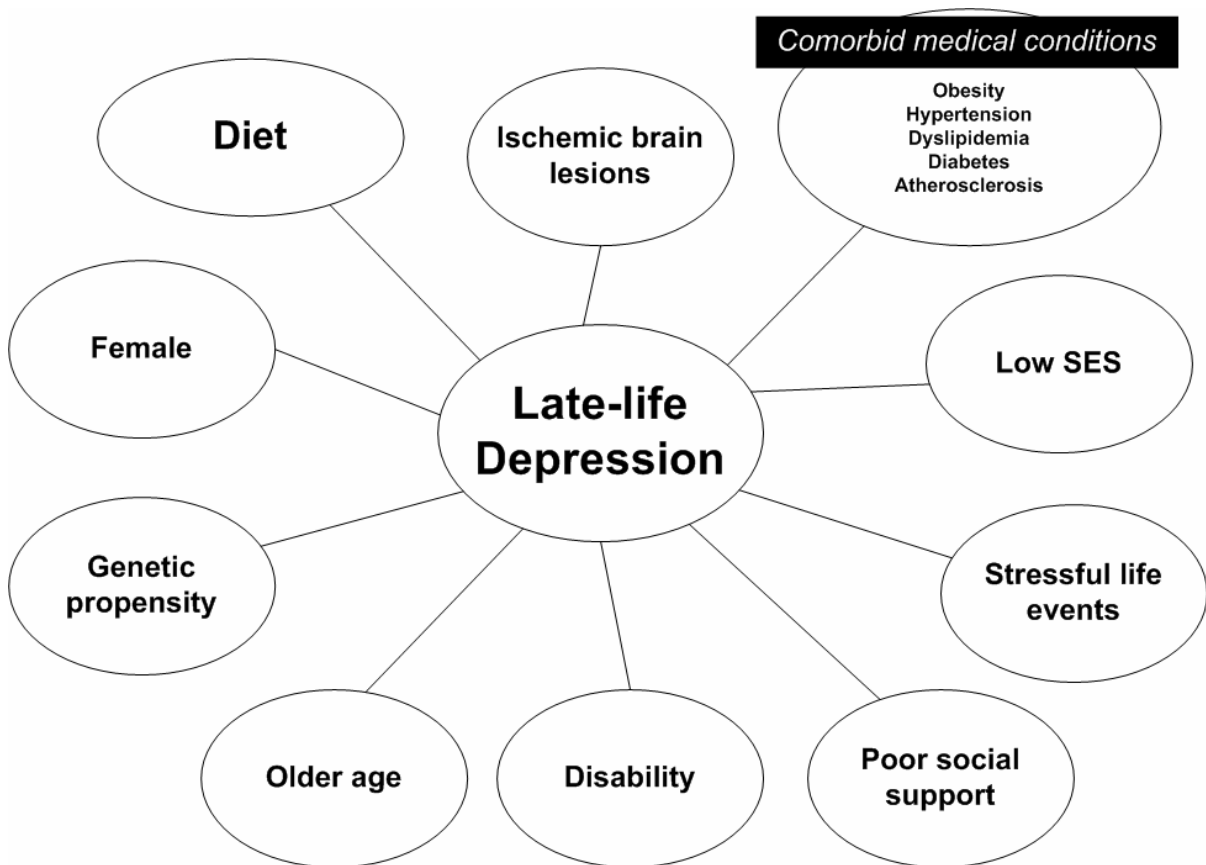 Comorbid medical conditions
Obesity
Hypertension
Dyslipidemia
Diabetes
Atherosclerosis
Diet
Ischemic brain
lesions
Female
Low SES
Late-life
Depression
Genetic
propensity
Stressful life
events
Older age
Disability
Poor social
support